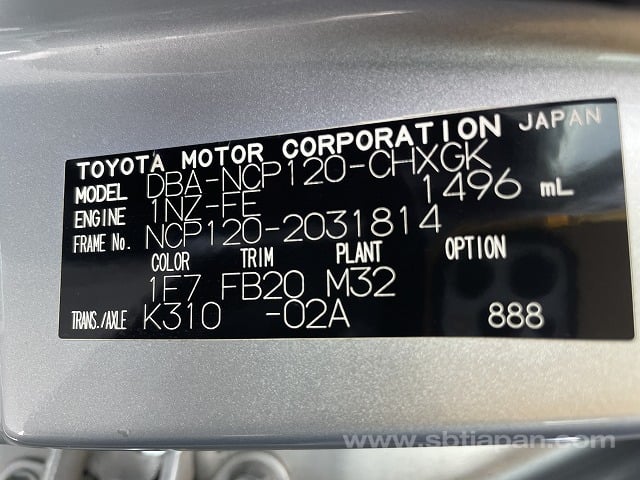 TOYOTA MOTOR CORPORATION JAPAN
MODEL DBA-NCP120-CHXGK
ENGINE 1NZ-FE 1496 mL
FRAME No. NCP120-2031814
COLOR TRIM PLANT OPTION
1F7 FB20 M32
TRANS./AXLE K310 -02A 888
www.sbtjapan.com